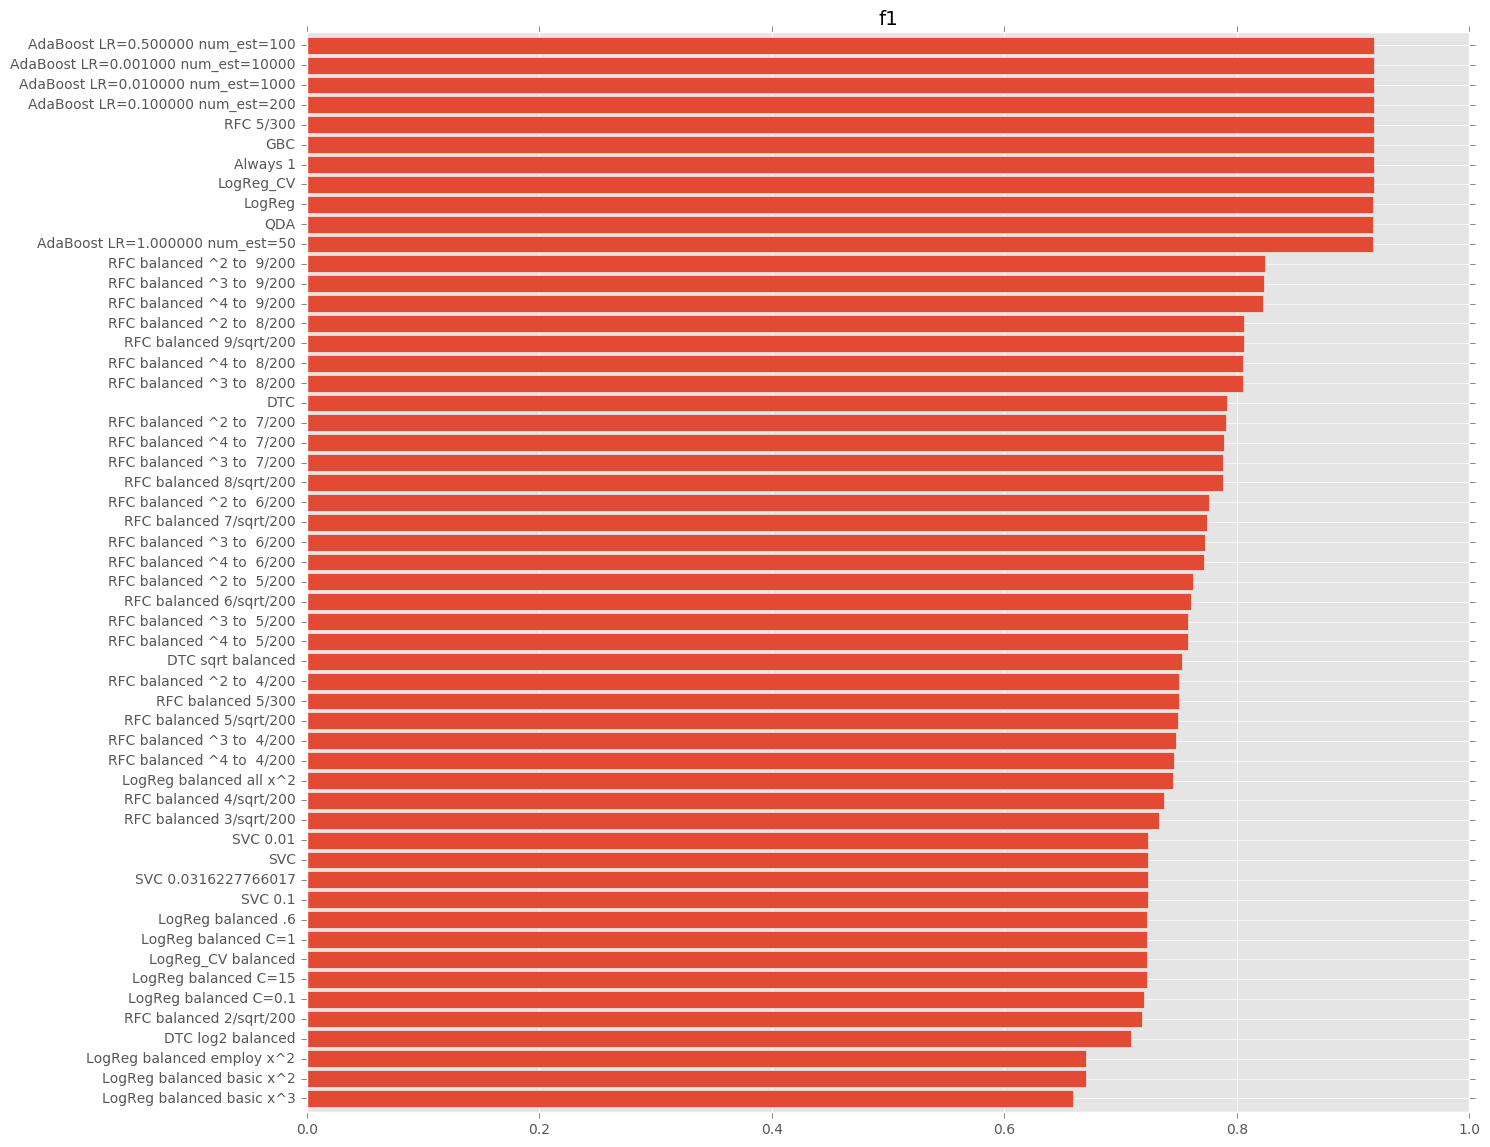 f1
AdaBoost LR=0.500000 num_est=100
AdaBoost LR=0.001000 num_est=10000
AdaBoost LR=0.010000 num_est=1000
AdaBoost LR=0.100000 num_est=200
RFC 5/300
GBC
Always 1
LogReg_CV
LogReg
QDA
AdaBoost LR=1.000000 num_est=50
RFC balanced ^2 to  9/200
RFC balanced ^3 to  9/200
RFC balanced ^4 to  9/200
RFC balanced ^2 to  8/200
RFC balanced 9/sqrt/200
RFC balanced ^4 to  8/200
RFC balanced ^3 to  8/200
DTC
RFC balanced ^2 to  7/200
RFC balanced ^4 to  7/200
RFC balanced ^3 to  7/200
RFC balanced 8/sqrt/200
RFC balanced ^2 to  6/200
RFC balanced 7/sqrt/200
RFC balanced ^3 to  6/200
RFC balanced ^4 to  6/200
RFC balanced ^2 to  5/200
RFC balanced 6/sqrt/200
RFC balanced ^3 to  5/200
RFC balanced ^4 to  5/200
DTC sqrt balanced
RFC balanced ^2 to  4/200
RFC balanced 5/300
RFC balanced 5/sqrt/200
RFC balanced ^3 to  4/200
RFC balanced ^4 to  4/200
LogReg balanced all x^2
RFC balanced 4/sqrt/200
RFC balanced 3/sqrt/200
SVC 0.01
SVC
SVC 0.0316227766017
SVC 0.1
LogReg balanced .6
LogReg balanced C=1
LogReg_CV balanced
LogReg balanced C=15
LogReg balanced C=0.1
RFC balanced 2/sqrt/200
DTC log2 balanced
LogReg balanced employ x^2
LogReg balanced basic x^2
LogReg balanced basic x^3
0.0 0.2 0.4 0.6 0.8 1.0